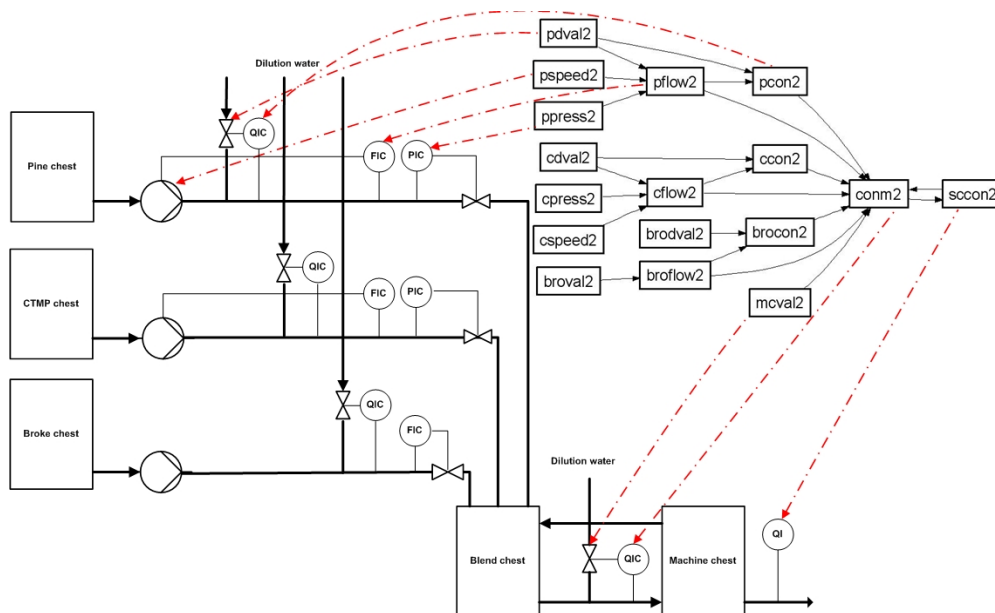 pdval2
Dilution water
pspeed2
pflow2
pcon2
ppress2
QIC
Pine chest
FIC
PIC
cdval2
ccon2
cpress2
cflow2
conm2
sccon2
cspeed2
brodval2
brocon2
QIC
broval2
broflow2
CTMP chest
FIC
PIC
mcval2
QIC
Broke chest
FIC
Dilution water
QI
Blend chest
QIC
Machine chest